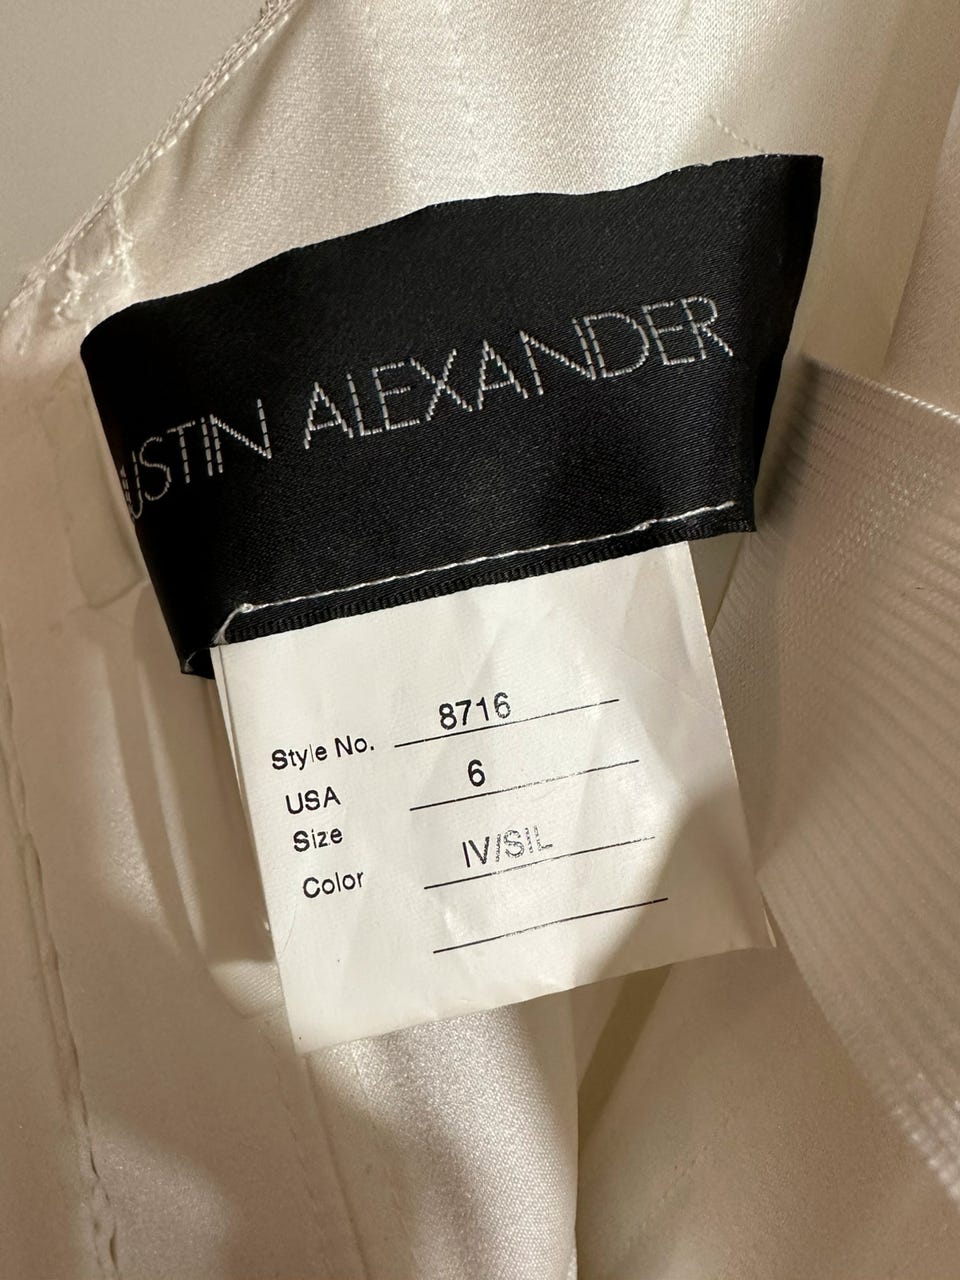 USTIN ALEXANDER
Style No. 8716
USA 6
Size
Color IV/SIL